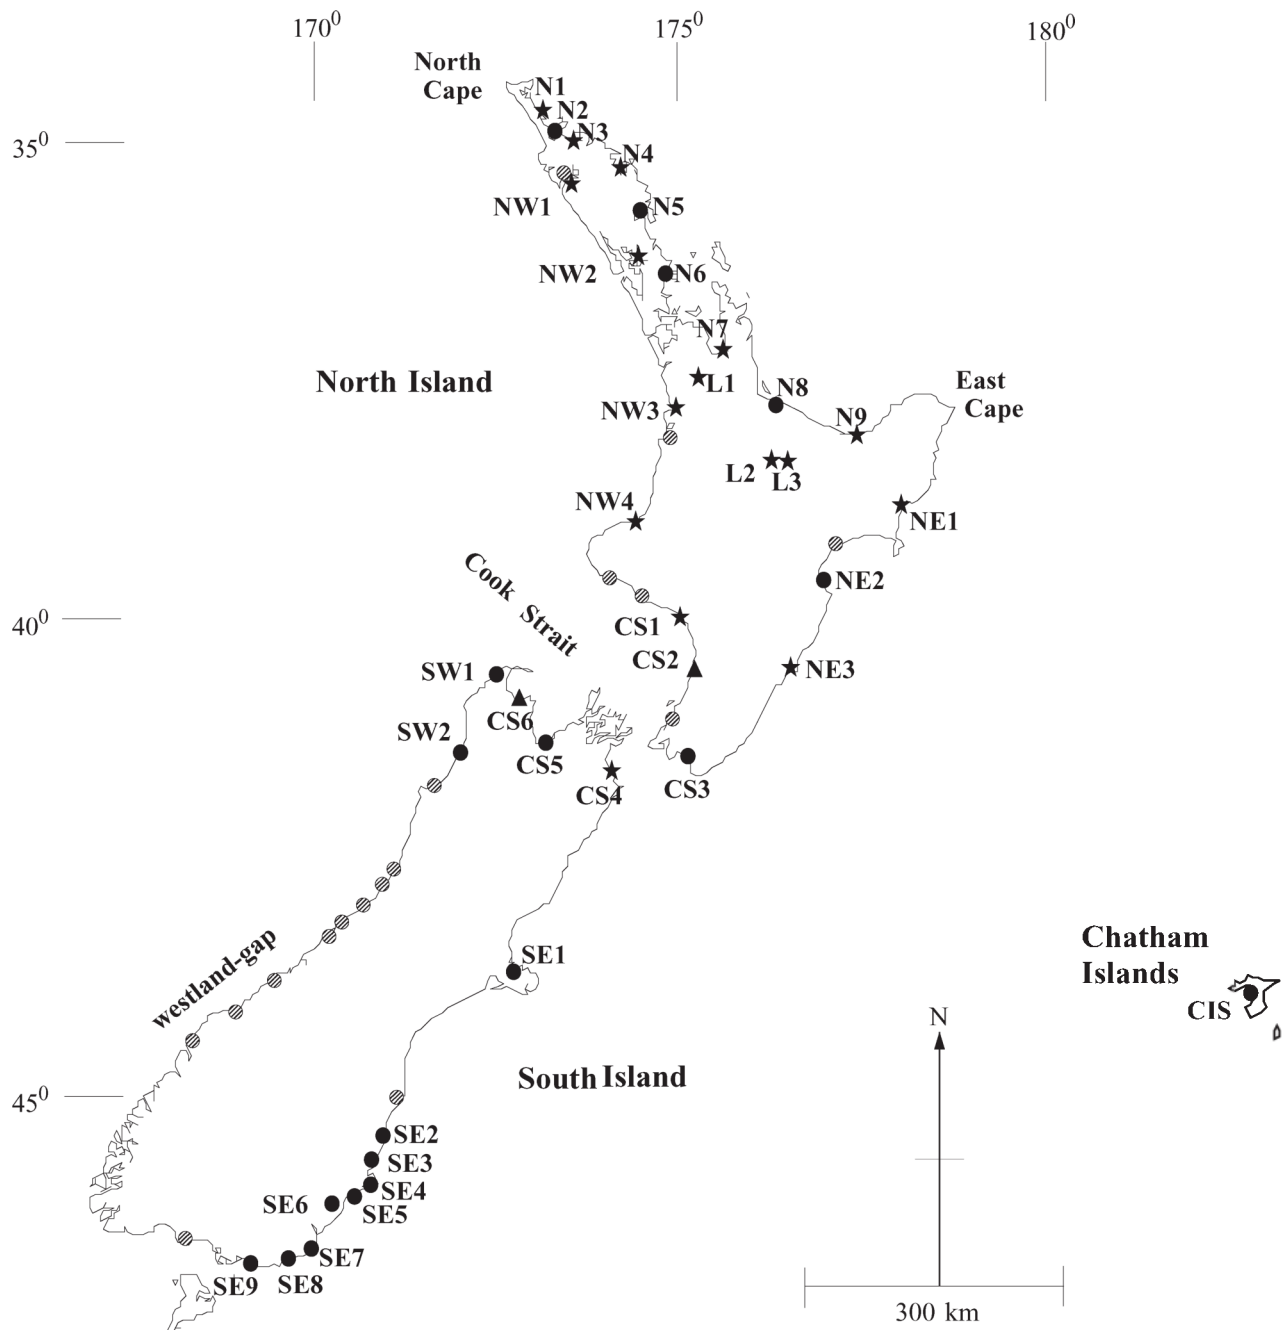 170⁰
175⁰
180⁰
North
Cape
N1
N2
N3
35⁰
N4
NW1
N5
NW2
N6
N7
North Island
L1
N8
East
Cape
NW3
N9
L2
L3
NW4
NE1
Cook Strait
NE2
40⁰
CS1
CS2
SW1
NE3
CS6
SW2
CS5
CS3
CS4
westland-gap
SE1
Chatham
Islands
CIS
N
South Island
45⁰
SE2
SE3
SE4
SE6
SE5
SE7
SE9
SE8
300 km